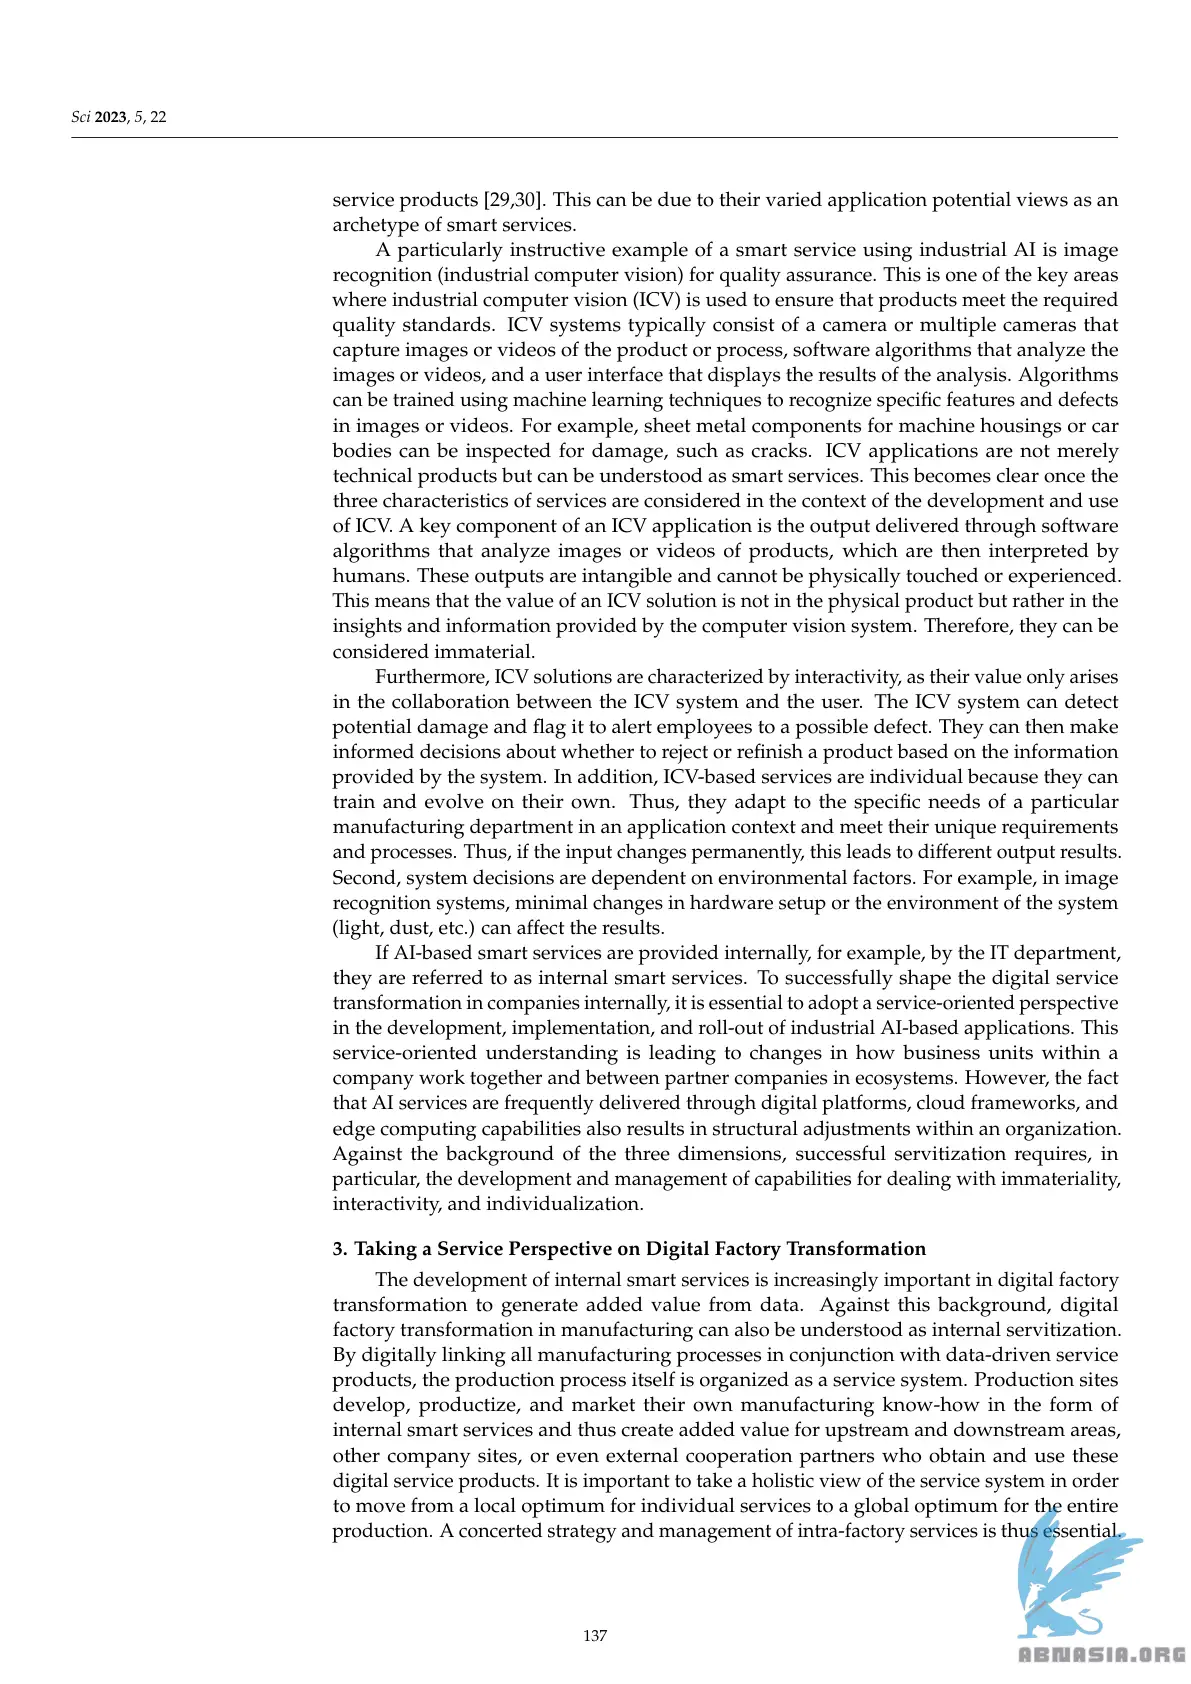 Sci 2023, 5, 22
service products [29,30]. This can be due to their varied application potential views as an
archetype of smart services.
A particularly instructive example of a smart service using industrial AI is image
recognition (industrial computer vision) for quality assurance. This is one of the key areas
where industrial computer vision (ICV) is used to ensure that products meet the required
quality standards. ICV systems typically consist of a camera or multiple cameras that
capture images or videos of the product or process, software algorithms that analyze the
images or videos, and a user interface that displays the results of the analysis. Algorithms
can be trained using machine learning techniques to recognize specific features and defects
in images or videos. For example, sheet metal components for machine housings or car
bodies can be inspected for damage, such as cracks. ICV applications are not merely
technical products but can be understood as smart services. This becomes clear once the
three characteristics of services are considered in the context of the development and use
of ICV. A key component of an ICV application is the output delivered through software
algorithms that analyze images or videos of products, which are then interpreted by
humans. These outputs are intangible and cannot be physically touched or experienced.
This means that the value of an ICV solution is not in the physical product but rather in the
insights and information provided by the computer vision system. Therefore, they can be
considered immaterial.
Furthermore, ICV solutions are characterized by interactivity, as their value only arises
in the collaboration between the ICV system and the user. The ICV system can detect
potential damage and flag it to alert employees to a possible defect. They can then make
informed decisions about whether to reject or refinish a product based on the information
provided by the system. In addition, ICV-based services are individual because they can
train and evolve on their own. Thus, they adapt to the specific needs of a particular
manufacturing department in an application context and meet their unique requirements
and processes. Thus, if the input changes permanently, this leads to different output results.
Second, system decisions are dependent on environmental factors. For example, in image
recognition systems, minimal changes in hardware setup or the environment of the system
(light, dust, etc.) can affect the results.
If AI-based smart services are provided internally, for example, by the IT department,
they are referred to as internal smart services. To successfully shape the digital service
transformation in companies internally, it is essential to adopt a service-oriented perspective
in the development, implementation, and roll-out of industrial AI-based applications. This
service-oriented understanding is leading to changes in how business units within a
company work together and between partner companies in ecosystems. However, the fact
that AI services are frequently delivered through digital platforms, cloud frameworks, and
edge computing capabilities also results in structural adjustments within an organization.
Against the background of the three dimensions, successful servitization requires, in
particular, the development and management of capabilities for dealing with immateriality,
interactivity, and individualization.
3. Taking a Service Perspective on Digital Factory Transformation
The development of internal smart services is increasingly important in digital factory
transformation to generate added value from data. Against this background, digital
factory transformation in manufacturing can also be understood as internal servitization.
By digitally linking all manufacturing processes in conjunction with data-driven service
products, the production process itself is organized as a service system. Production sites
develop, productize, and market their own manufacturing know-how in the form of
internal smart services and thus create added value for upstream and downstream areas,
other company sites, or even external cooperation partners who obtain and use these
digital service products. It is important to take a holistic view of the service system in order
to move from a local optimum for individual services to a global optimum for the entire
production. A concerted strategy and management of intra-factory services is thus essential.
137
ABNASIA.ORG